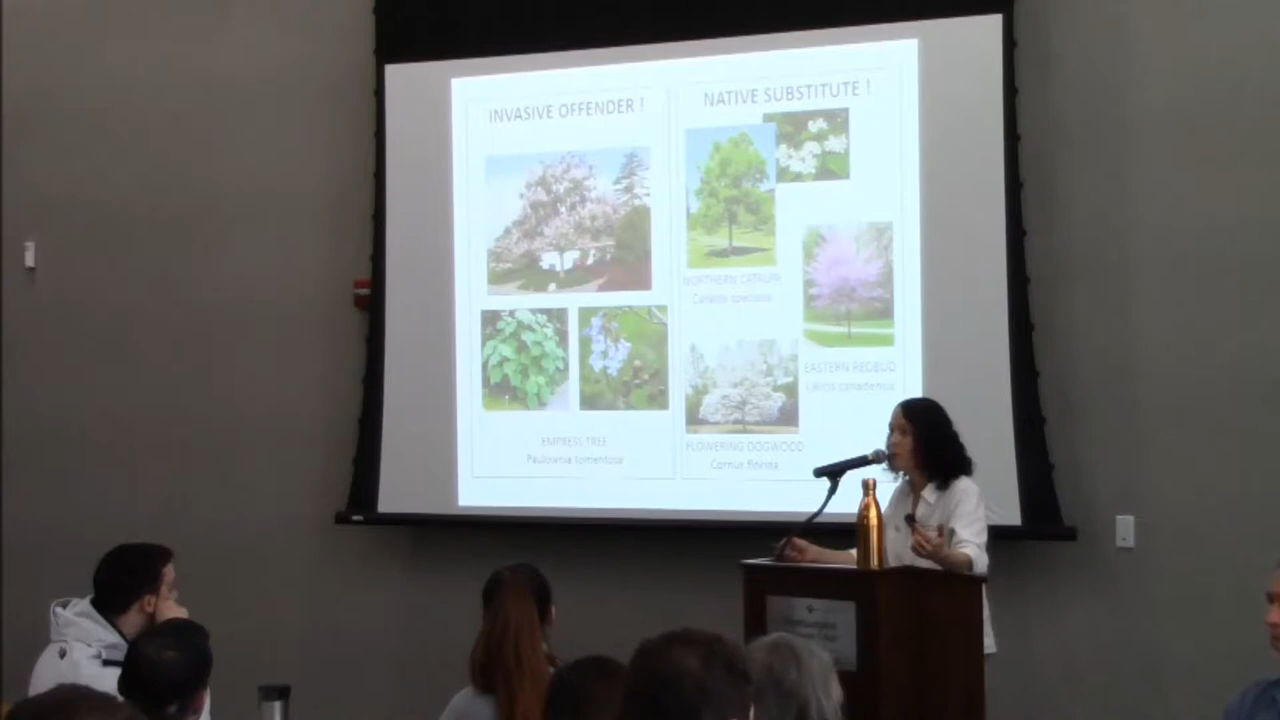 INVASIVE OFFENDER !
EMPRESS TREE
Paulownia tomentosa
NATIVE SUBSTITUTE !
NORTHERN CATALPA
Catalpa speciosa
EASTERN REDBUD
Cercis canadensis
FLOWERING DOGWOOD
Cornus florida